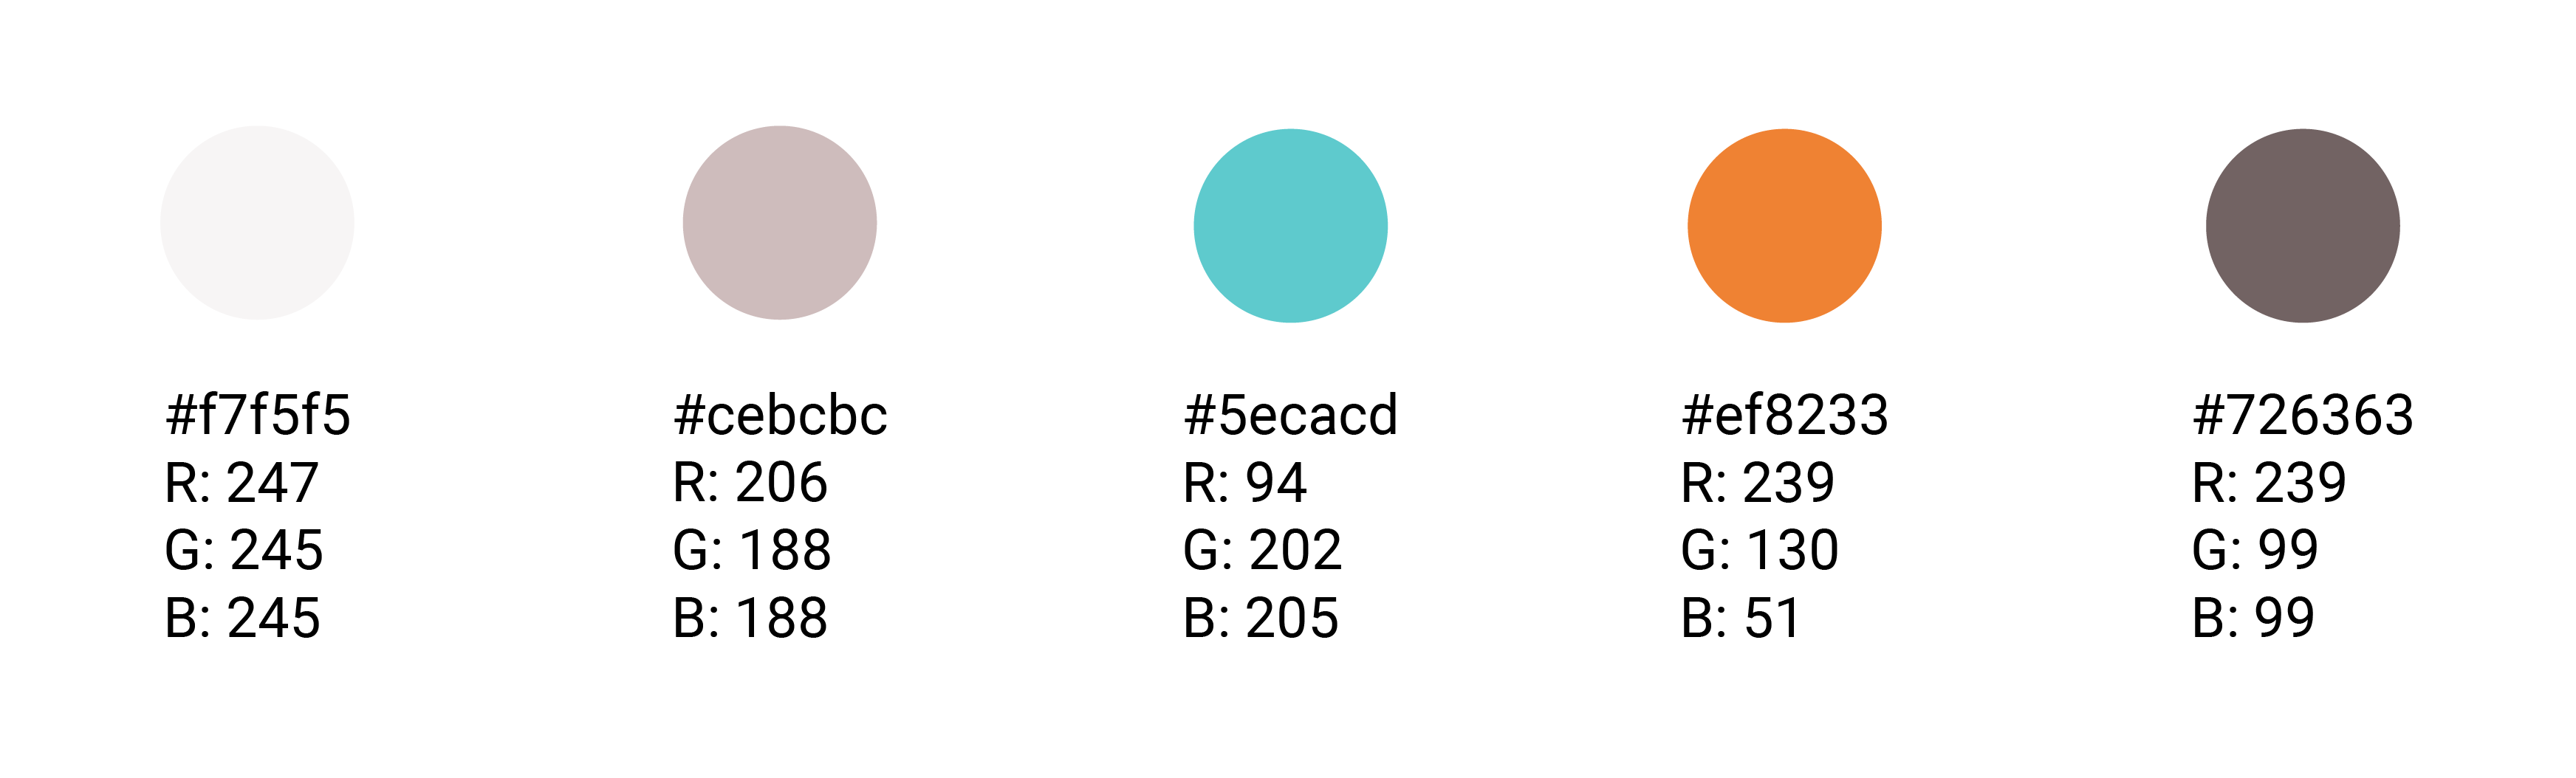 #f7f5f5
R: 247
G: 245
B: 245
#cebcbc
R: 206
G: 188
B: 188
#5ecacd
R: 94
G: 202
B: 205
#ef8233
R: 239
G: 130
B: 51
#726363
R: 239
G: 99
B: 99